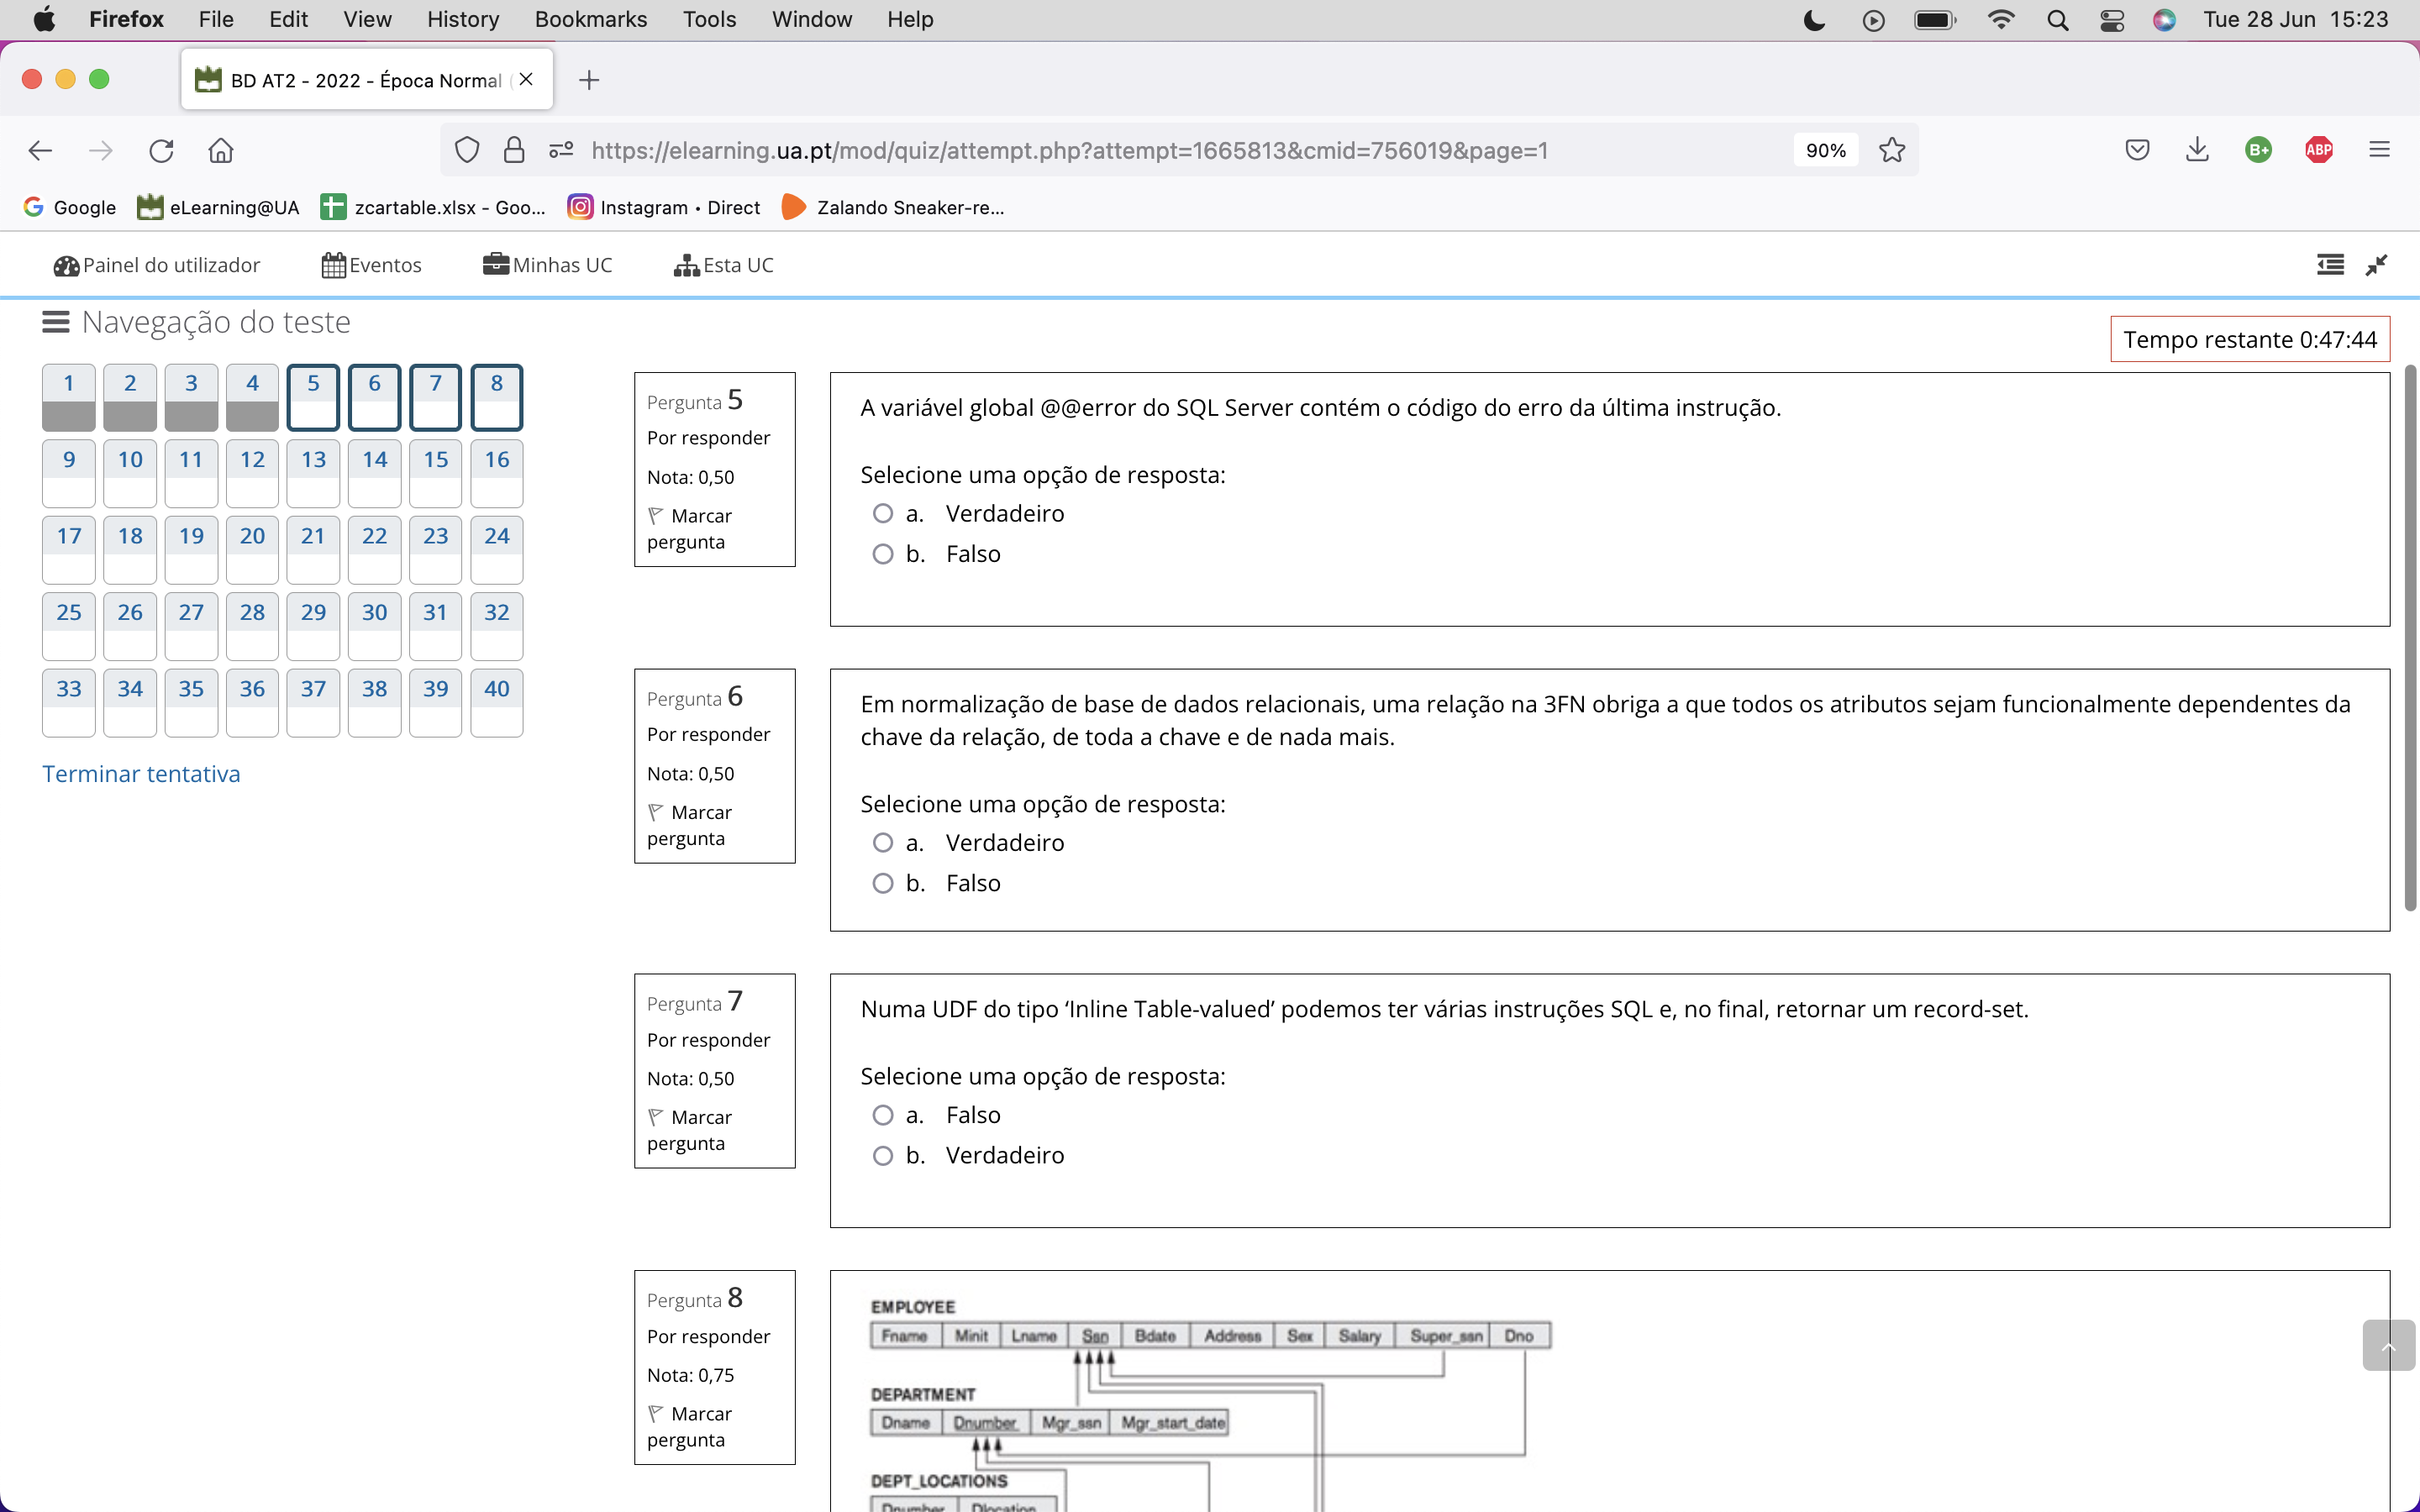 Firefox File Edit View History Bookmarks Tools Window Help Tue 28 Jun 15:23
BD AT2 - 2022 - Época Normal (
https://elearning.ua.pt/mod/quiz/attempt.php?attempt=1665813&cmid=756019&page=1 90% B+ ABP
Google eLearning@UA zcartable.xlsx - Goo... Instagram • Direct Zalando Sneaker-re...
Painel do utilizador Eventos Minhas UC Esta UC
Navegação do teste
Tempo restante 0:47:44
1 2 3 4 5 6 7 8
9 10 11 12 13 14 15 16
17 18 19 20 21 22 23 24
25 26 27 28 29 30 31 32
33 34 35 36 37 38 39 40
Terminar tentativa
Pergunta 5
Por responder
Nota: 0,50
Marcar
pergunta
A variável global @@error do SQL Server contém o código do erro da última instrução.
Selecione uma opção de resposta:
a. Verdadeiro
b. Falso
Pergunta 6
Por responder
Nota: 0,50
Marcar
pergunta
Em normalização de base de dados relacionais, uma relação na 3FN obriga a que todos os atributos sejam funcionalmente dependentes da
chave da relação, de toda a chave e de nada mais.
Selecione uma opção de resposta:
a. Verdadeiro
b. Falso
Pergunta 7
Por responder
Nota: 0,50
Marcar
pergunta
Numa UDF do tipo ‘Inline Table-valued’ podemos ter várias instruções SQL e, no final, retornar um record-set.
Selecione uma opção de resposta:
a. Falso
b. Verdadeiro
Pergunta 8
Por responder
Nota: 0,75
Marcar
pergunta
EMPLOYEE
Fname Minit Lname Ssn Bdate Address Sex Salary Super_ssn Dno
DEPARTMENT
Dname Dnumber Mgr_ssn Mgr_start_date
DEPT_LOCATIONS
Dnumber Dlocation